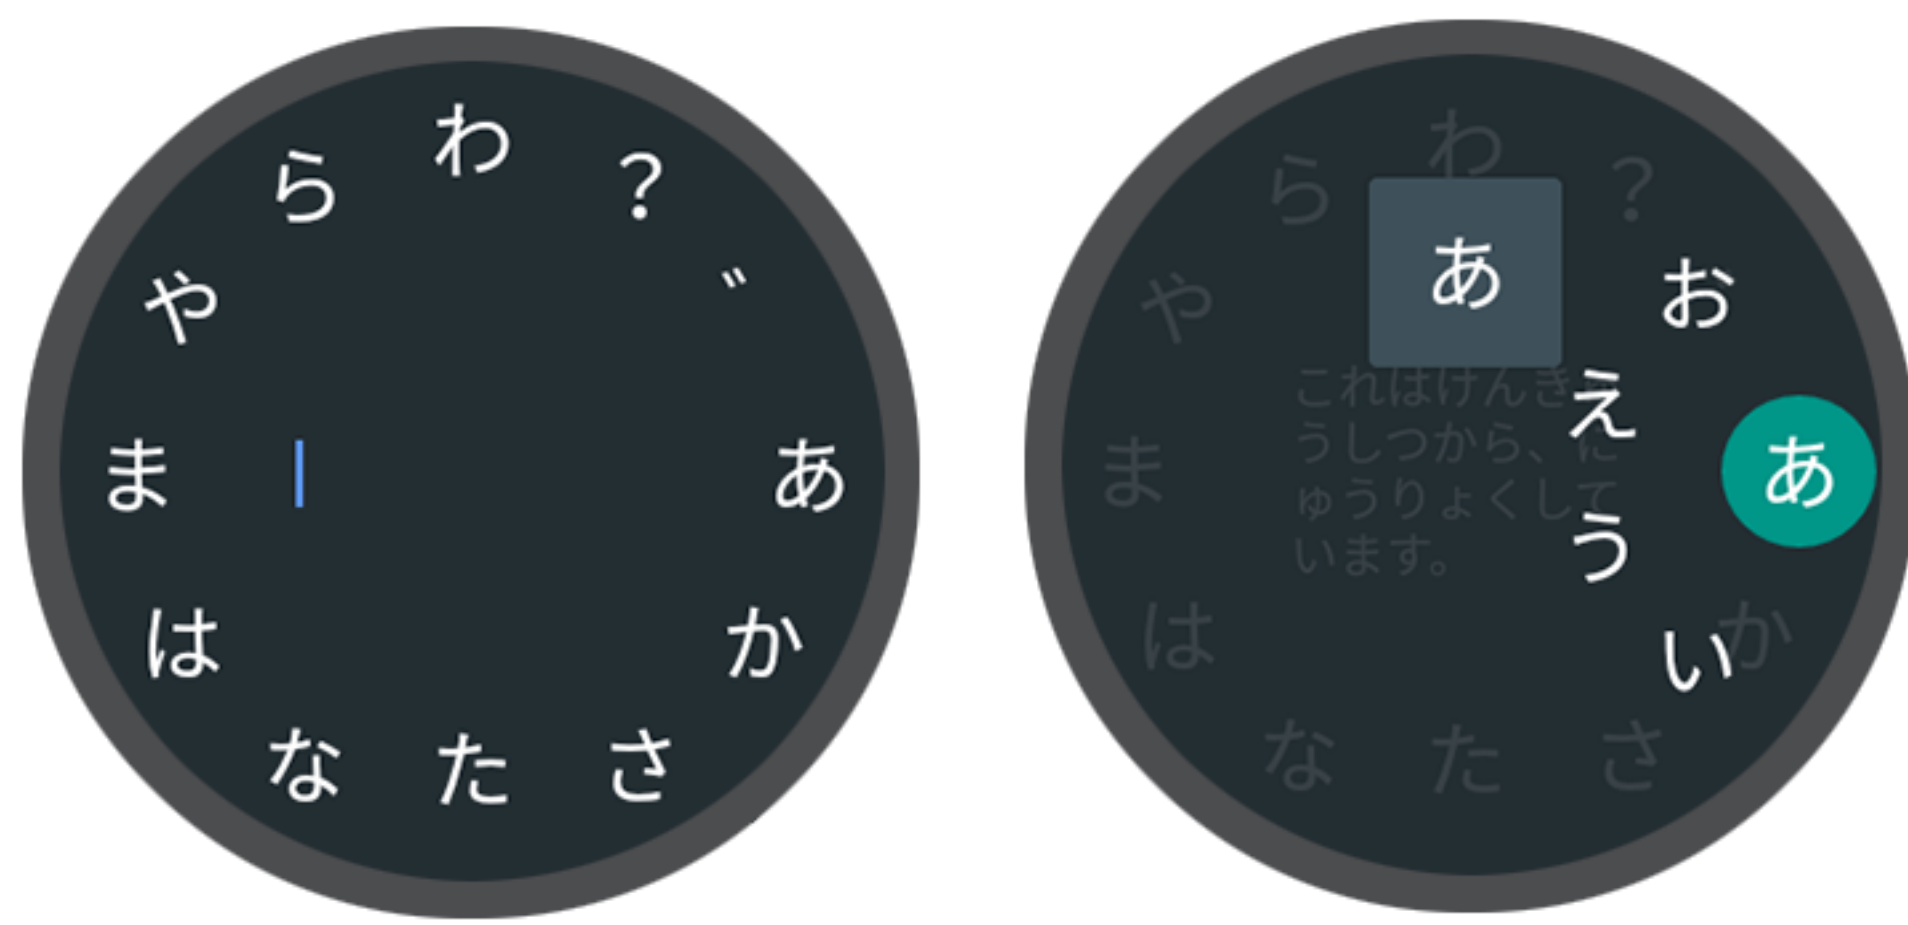 わ
ら ?
や ゛
ま あ
は か
な た さ
わ
ら ?
あ
や お
これはけんき
え
うしつから、に
ま あ
ゅうりょくして
う
います。
は い か
な た さ